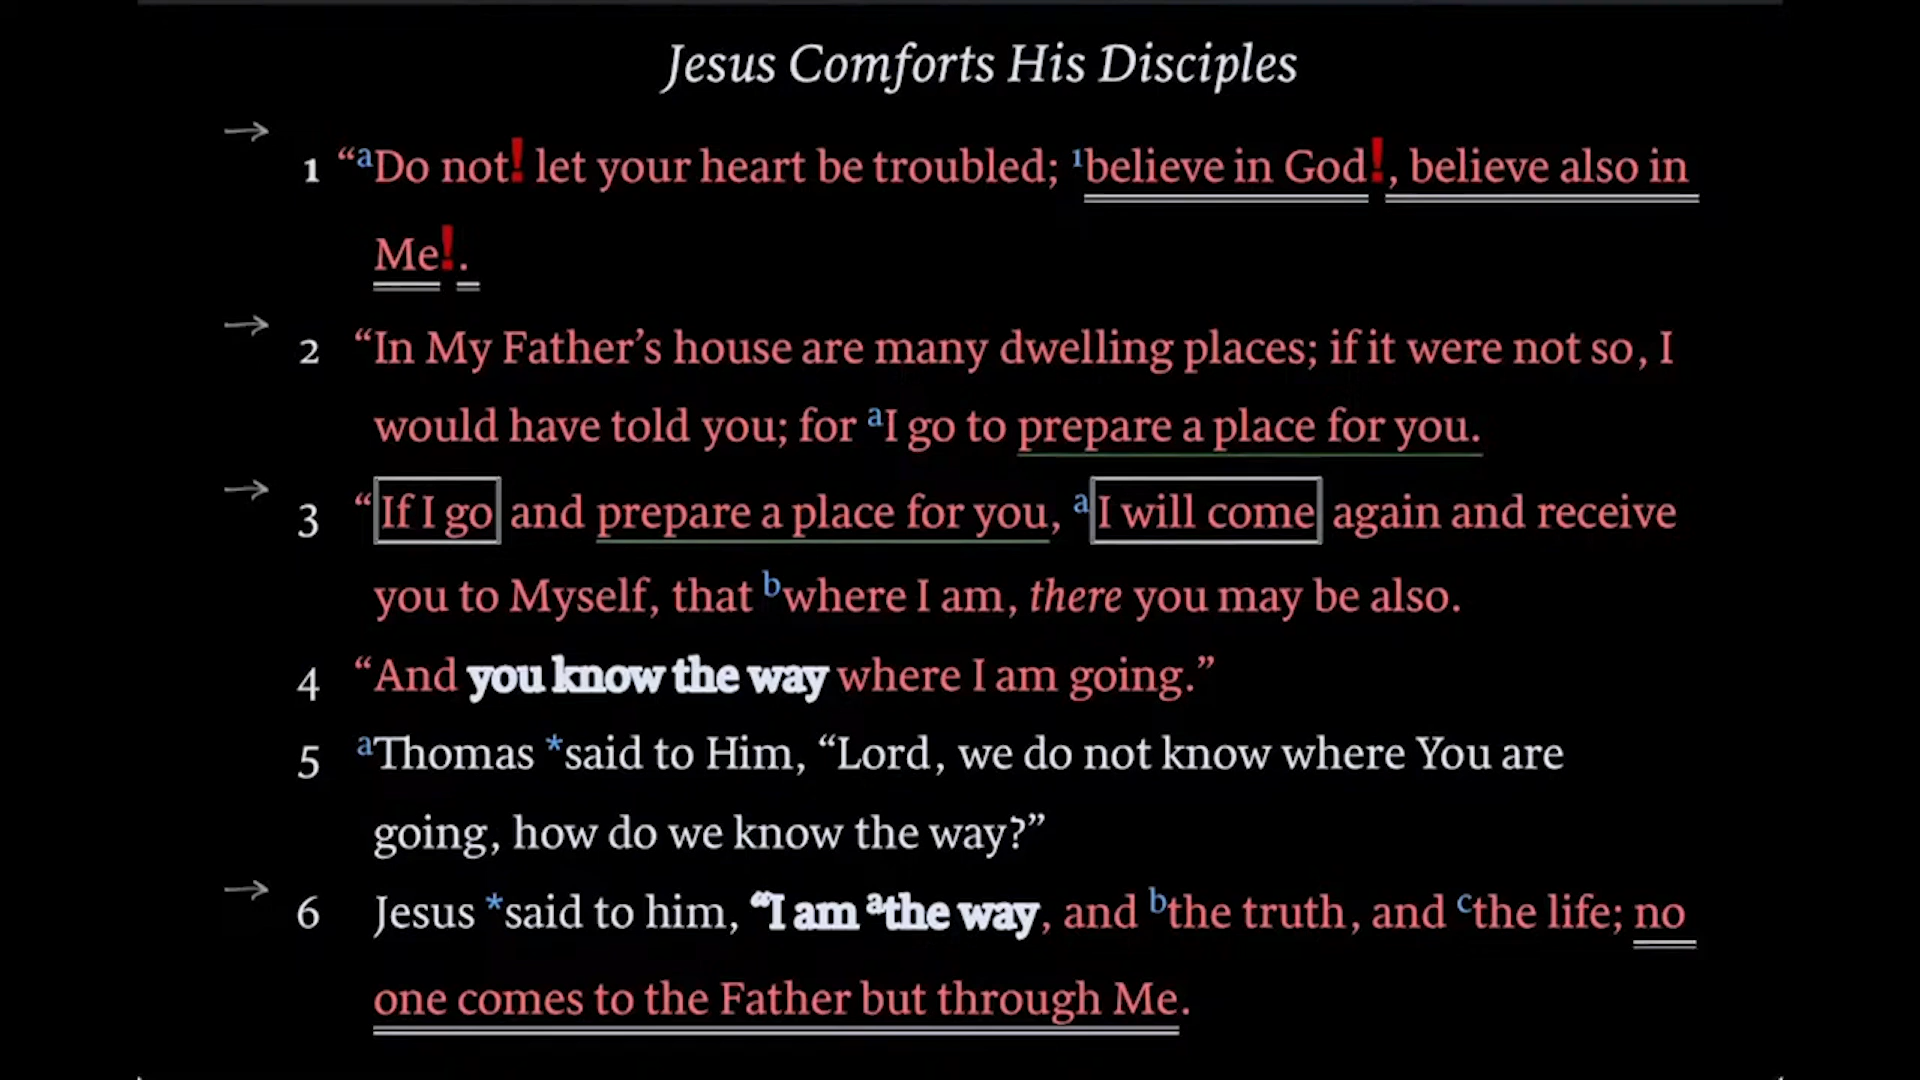 Jesus Comforts His Disciples
→ 1 “aDo not! let your heart be troubled; 1believe in God!, believe also in
Me!.
→ 2 “In My Father’s house are many dwelling places; if it were not so, I
would have told you; for aI go to prepare a place for you.
→ 3 “If I go and prepare a place for you, aI will come again and receive
you to Myself, that bwhere I am, there you may be also.
4 “And you know the way where I am going.”
5 aThomas *said to Him, “Lord, we do not know where You are
going, how do we know the way?”
→ 6 Jesus *said to him, “I am athe way, and bthe truth, and cthe life; no
one comes to the Father but through Me.